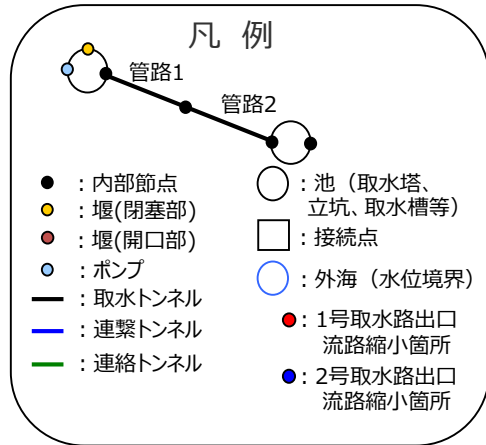 凡 例
管路1
管路2
：内部節点
：堰(閉塞部)
：堰(開口部)
：ポンプ
：取水トンネル
：連繋トンネル
：連絡トンネル
：池（取水塔、
立坑、取水槽等）
：接続点
：外海（水位境界）
：1号取水路出口
流路縮小箇所
：2号取水路出口
流路縮小箇所